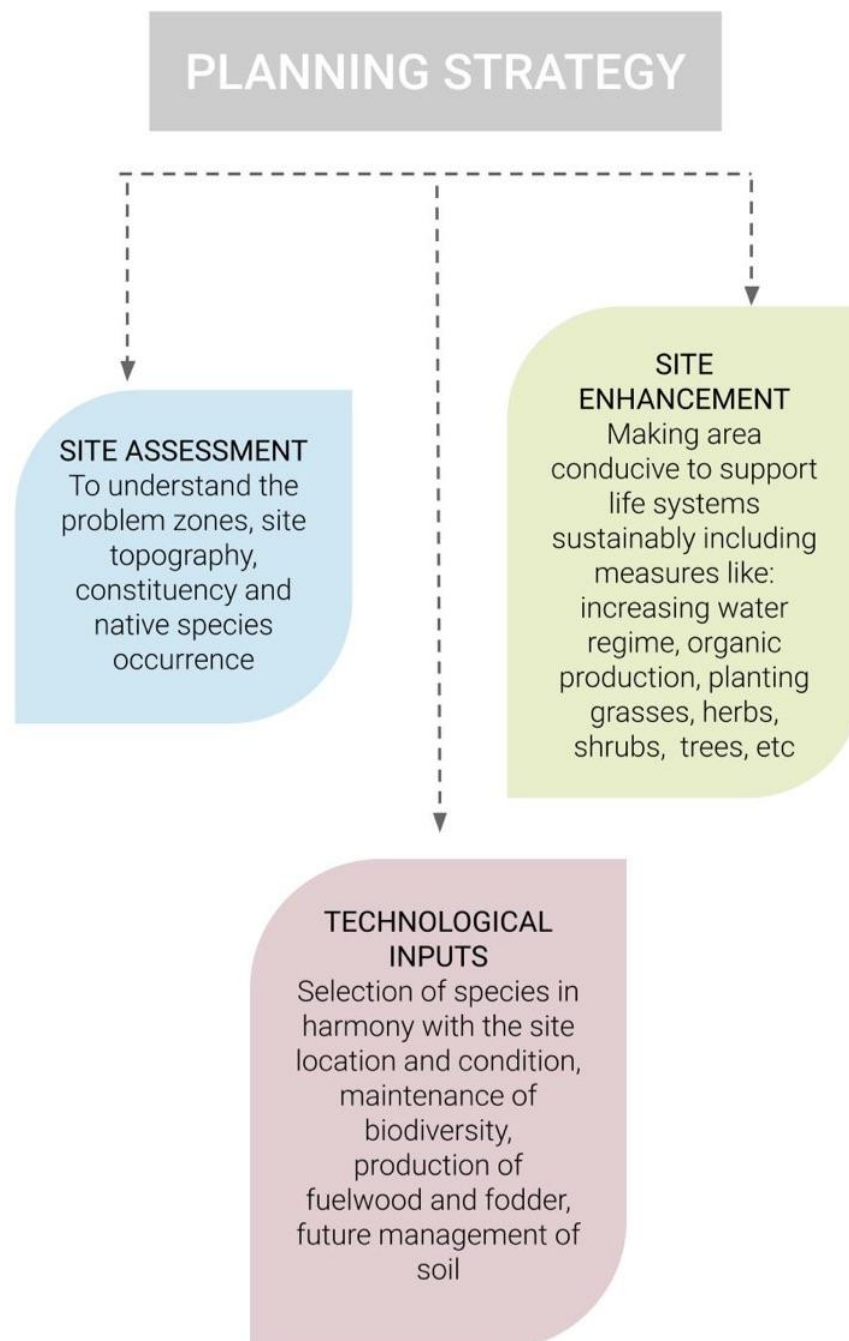 PLANNING STRATEGY
SITE ASSESSMENT
To understand the
problem zones, site
topography,
constituency and
native species
occurrence
SITE
ENHANCEMENT
Making area
conducive to support
life systems
sustainably including
measures like:
increasing water
regime, organic
production, planting
grasses, herbs,
shrubs, trees, etc
TECHNOLOGICAL
INPUTS
Selection of species in
harmony with the site
location and condition,
maintenance of
biodiversity,
production of
fuelwood and fodder,
future management of
soil